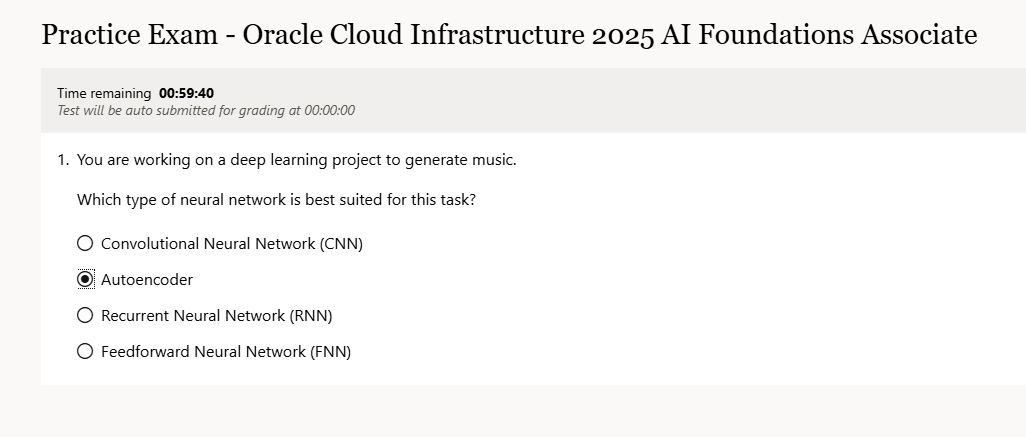 Practice Exam - Oracle Cloud Infrastructure 2025 AI Foundations Associate
Time remaining 00:59:40
Test will be auto submitted for grading at 00:00:00
1. You are working on a deep learning project to generate music.
Which type of neural network is best suited for this task?
Convolutional Neural Network (CNN)
Autoencoder
Recurrent Neural Network (RNN)
Feedforward Neural Network (FNN)